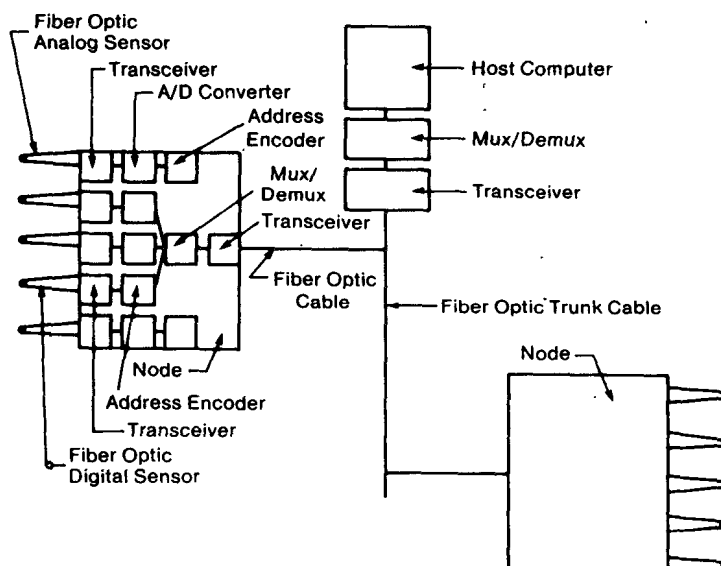 Fiber Optic
Analog Sensor
Transceiver
A/D Converter
Address
Encoder
Mux/
Demux
Transceiver
Fiber Optic
Cable
Node
Address Encoder
Transceiver
Fiber Optic
Digital Sensor
Host Computer
Mux/Demux
Transceiver
Fiber Optic Trunk Cable
Node